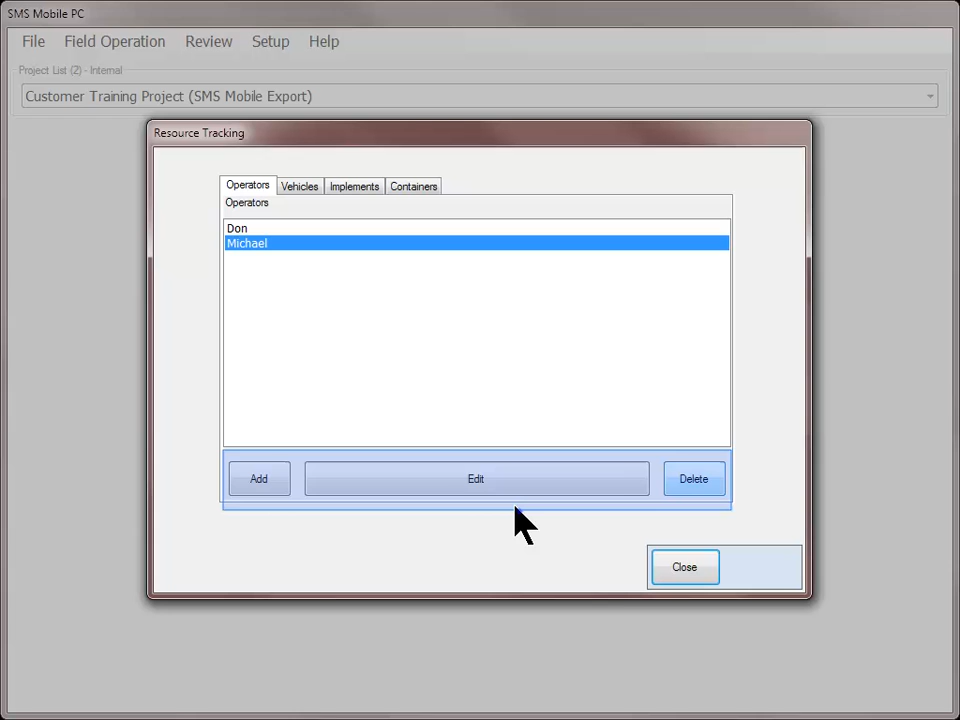 SMS Mobile PC
File Field Operation Review Setup Help
Project List (2) - Internal
Customer Training Project (SMS Mobile Export)
Resource Tracking
Operators Vehicles Implements Containers
Operators
Don
Michael
Add Edit Delete
Close